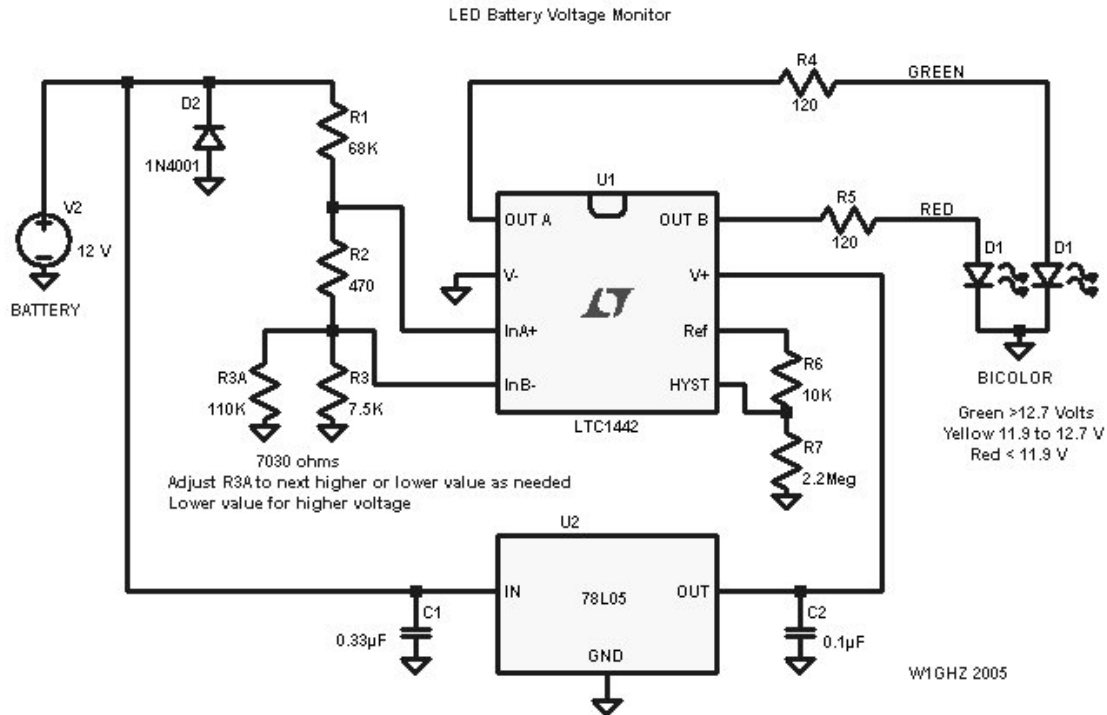 LED Battery Voltage Monitor
R4
120
GREEN
D2
1N4001
R1
68K
V2
12 V
BATTERY
U1
OUT A
OUT B
V-
V+
InA+
Ref
InB-
HYST
LTC1442
R5
120
RED
D1
D1
BICOLOR
Green >12.7 Volts
Yellow 11.9 to 12.7 V
Red < 11.9 V
R2
470
R3A
110K
R3
7.5K
7030 ohms
Adjust R3A to next higher or lower value as needed
Lower value for higher voltage
R6
10K
R7
2.2Meg
U2
IN
78L05
OUT
GND
C1
0.33µF
C2
0.1µF
W1GHZ 2005